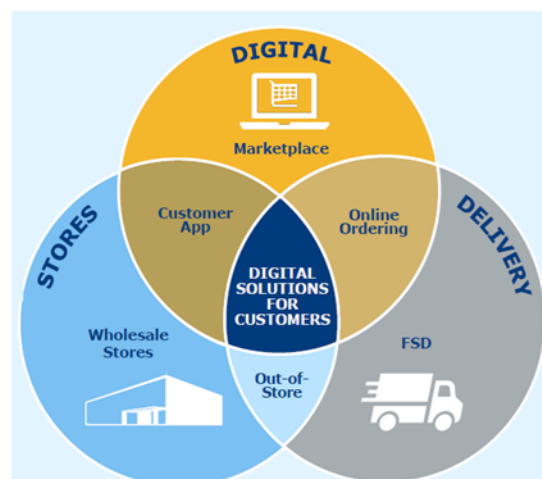 DIGITAL
Marketplace
STORES
Customer
App
Online
Ordering
DELIVERY
DIGITAL
SOLUTIONS
FOR
CUSTOMERS
Wholesale
Stores
FSD
Out-of-
Store